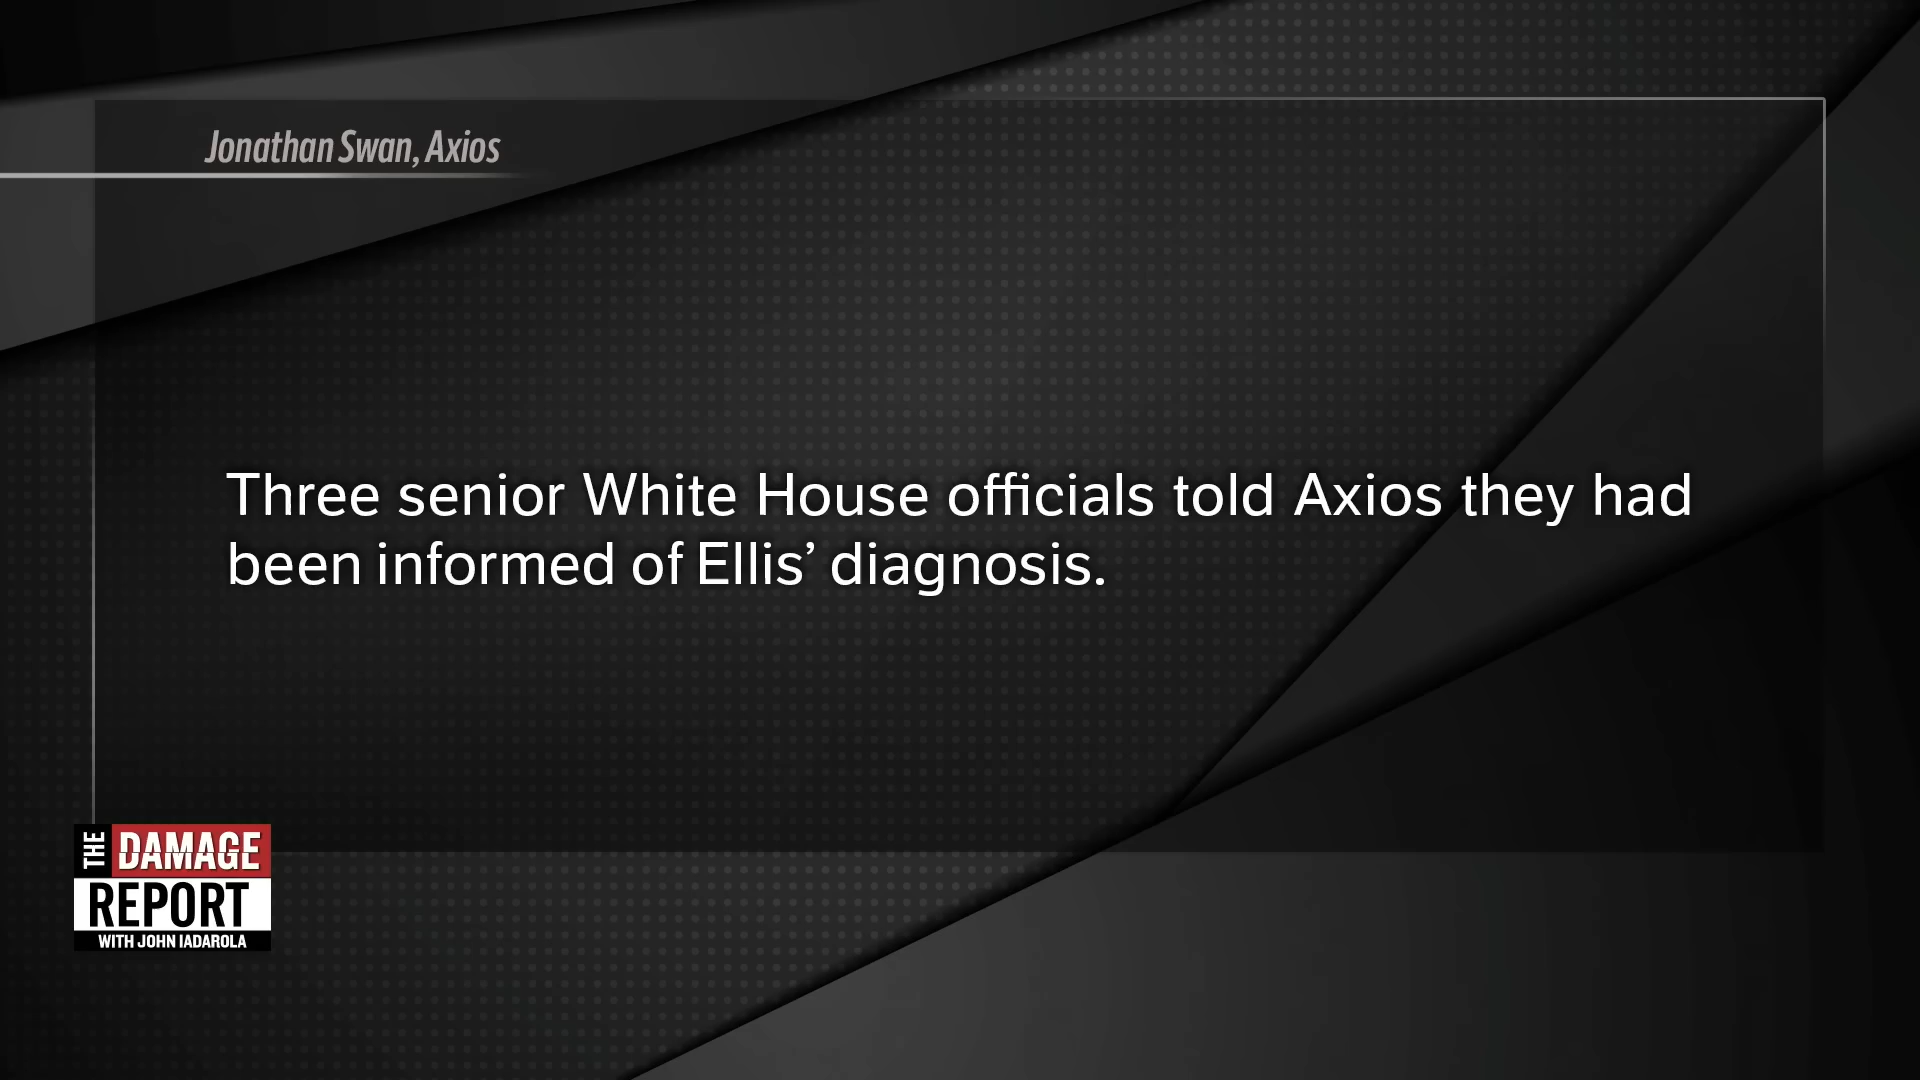 Jonathan Swan, Axios
Three senior White House officials told Axios they had
been informed of Ellis’ diagnosis.
THE DAMAGE
REPORT
WITH JOHN IADAROLA